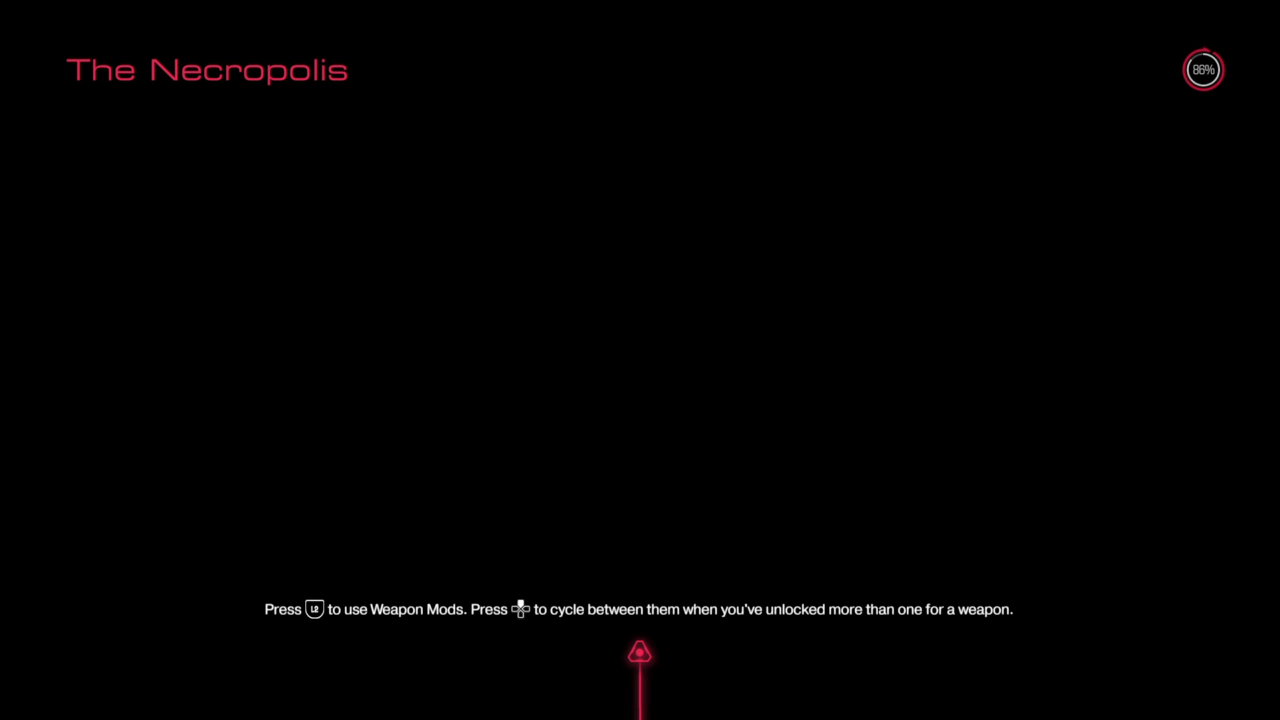 The Necropolis
86%
Press L2 to use Weapon Mods. Press to cycle between them when you've unlocked more than one for a weapon.